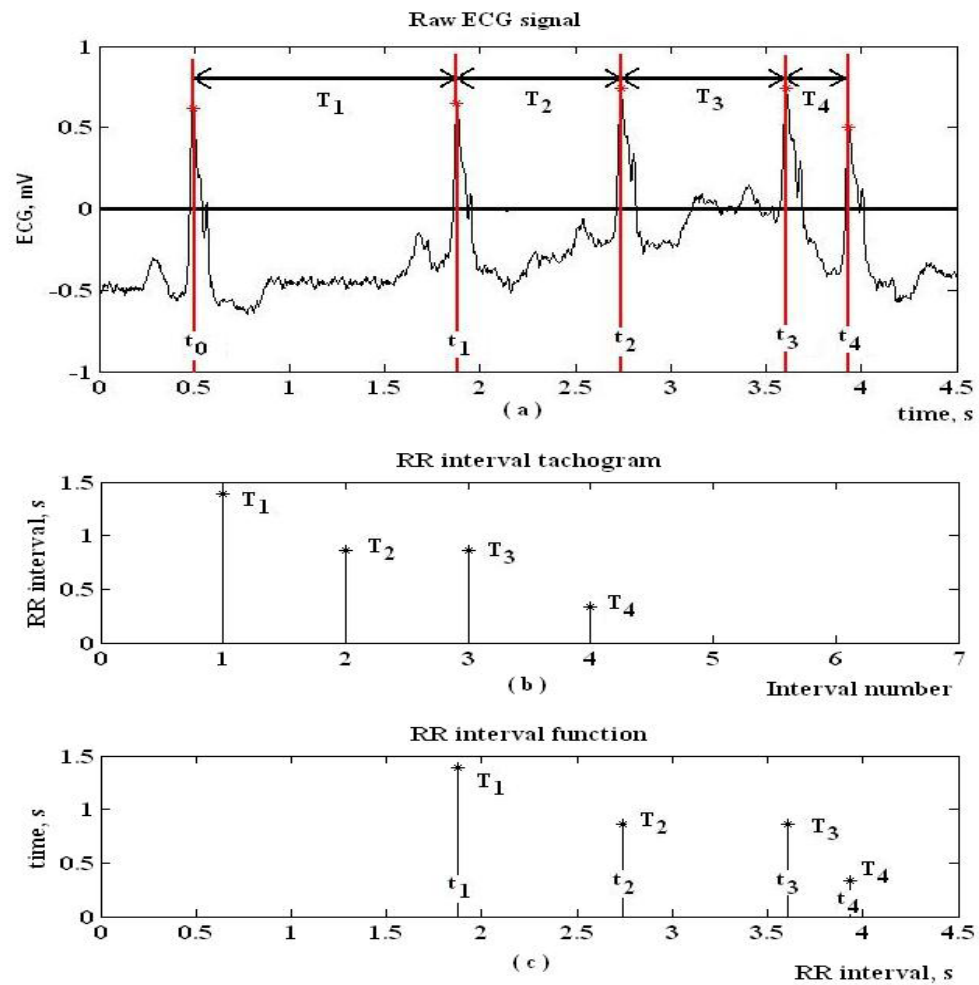 Raw ECG signal
1
0.5
0
-0.5
-1
ECG, mV
T1
T2
T3
T4
t0
t1
t2
t3
t4
0 0.5 1 1.5 2 2.5 3 3.5 4 4.5
( a )
time, s
RR interval tachogram
1.5
1
0.5
0
RR interval, s
T1
T2
T3
T4
0 1 2 3 4 5 6 7
( b )
Interval number
RR interval function
1.5
1
0.5
0
time, s
T1
T2
T3
T4
t1
t2
t3
t4
0 0.5 1 1.5 2 2.5 3 3.5 4 4.5
( c )
RR interval, s